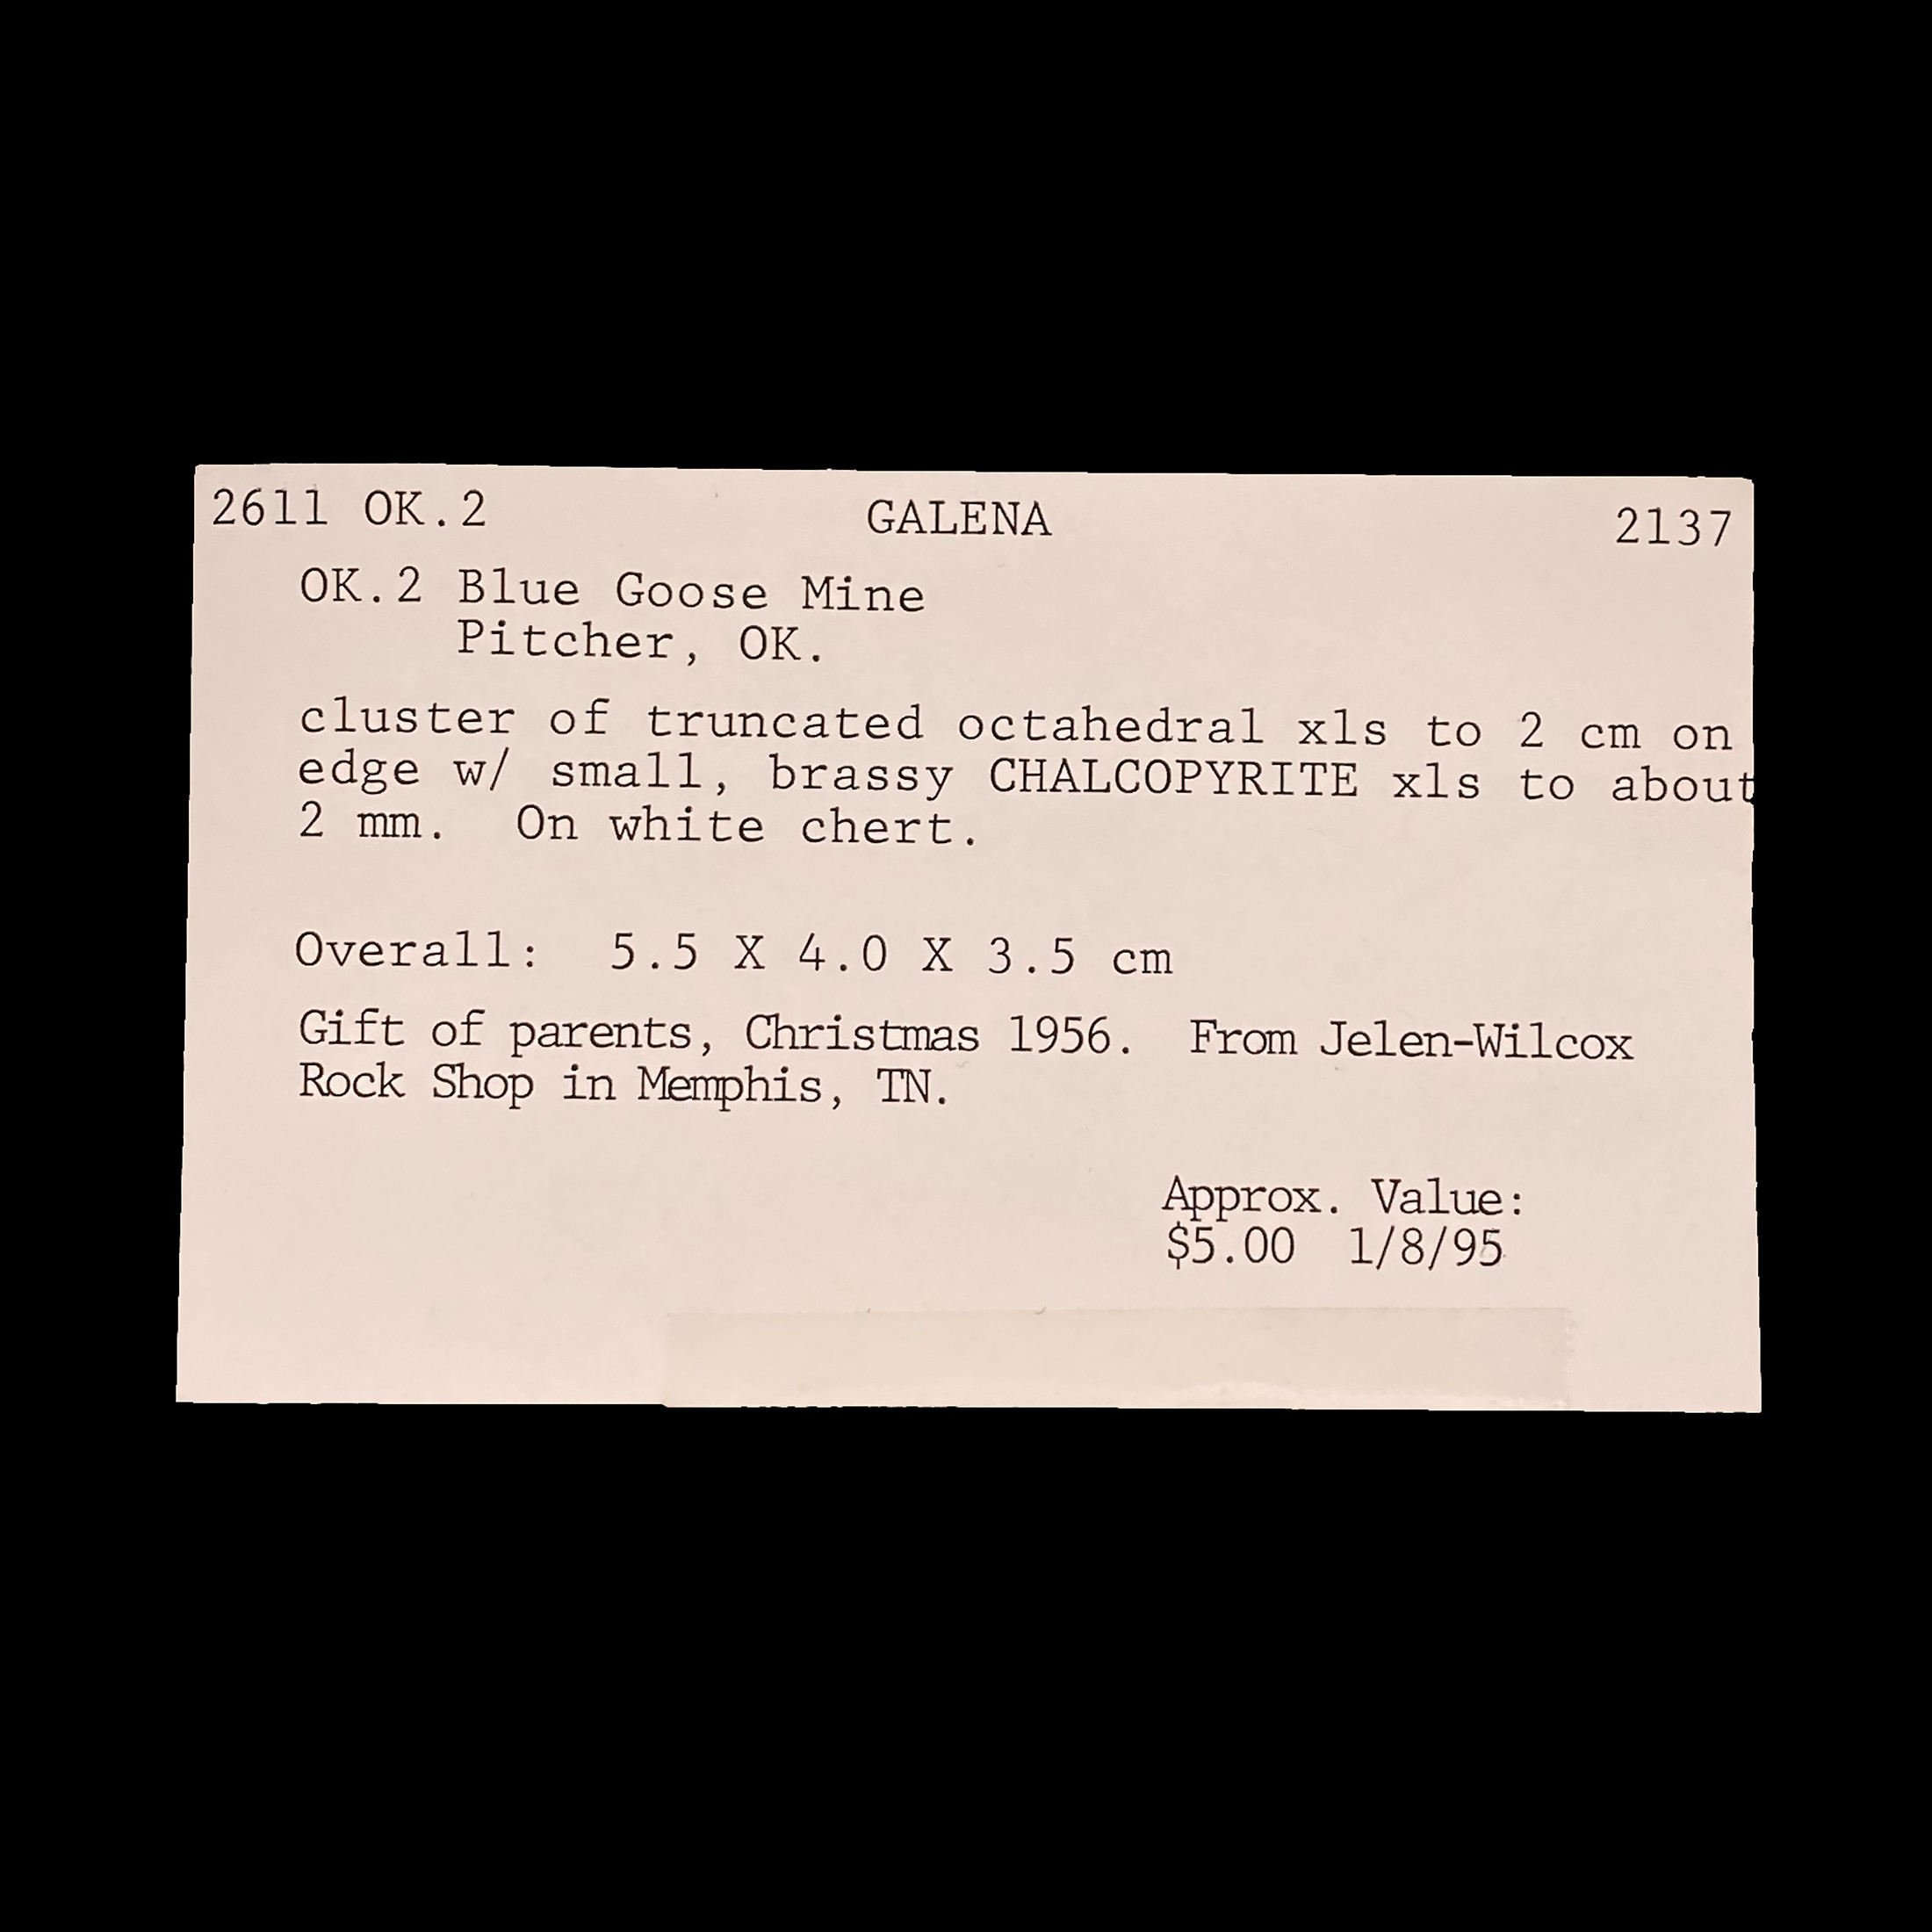 2611 OK.2 GALENA 2137
OK.2 Blue Goose Mine
Pitcher, OK.
cluster of truncated octahedral xls to 2 cm on
edge w/ small, brassy CHALCOPYRITE xls to about
2 mm. On white chert.
Overall: 5.5 X 4.0 X 3.5 cm
Gift of parents, Christmas 1956. From Jelen-Wilcox
Rock Shop in Memphis, TN.
Approx. Value:
$5.00 1/8/95